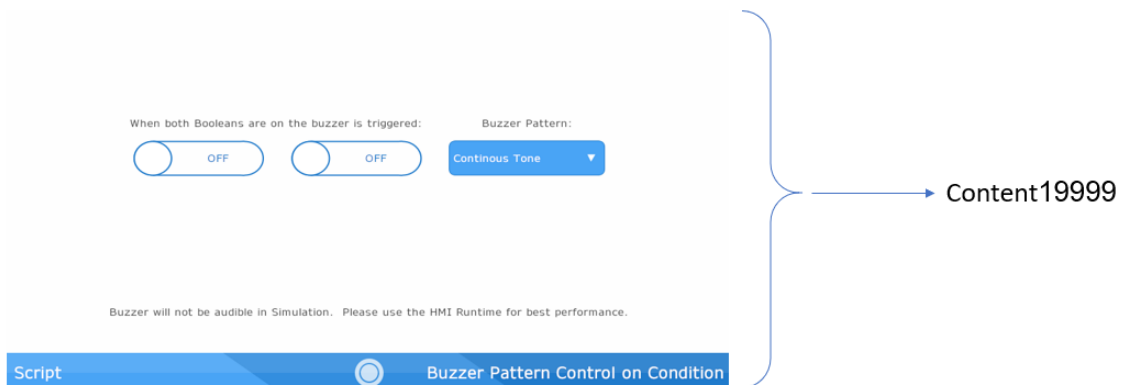 When both Booleans are on the buzzer is triggered: Buzzer Pattern:
OFF OFF Continous Tone
Content19999
Buzzer will not be audible in Simulation. Please use the HMI Runtime for best performance.
Script Buzzer Pattern Control on Condition